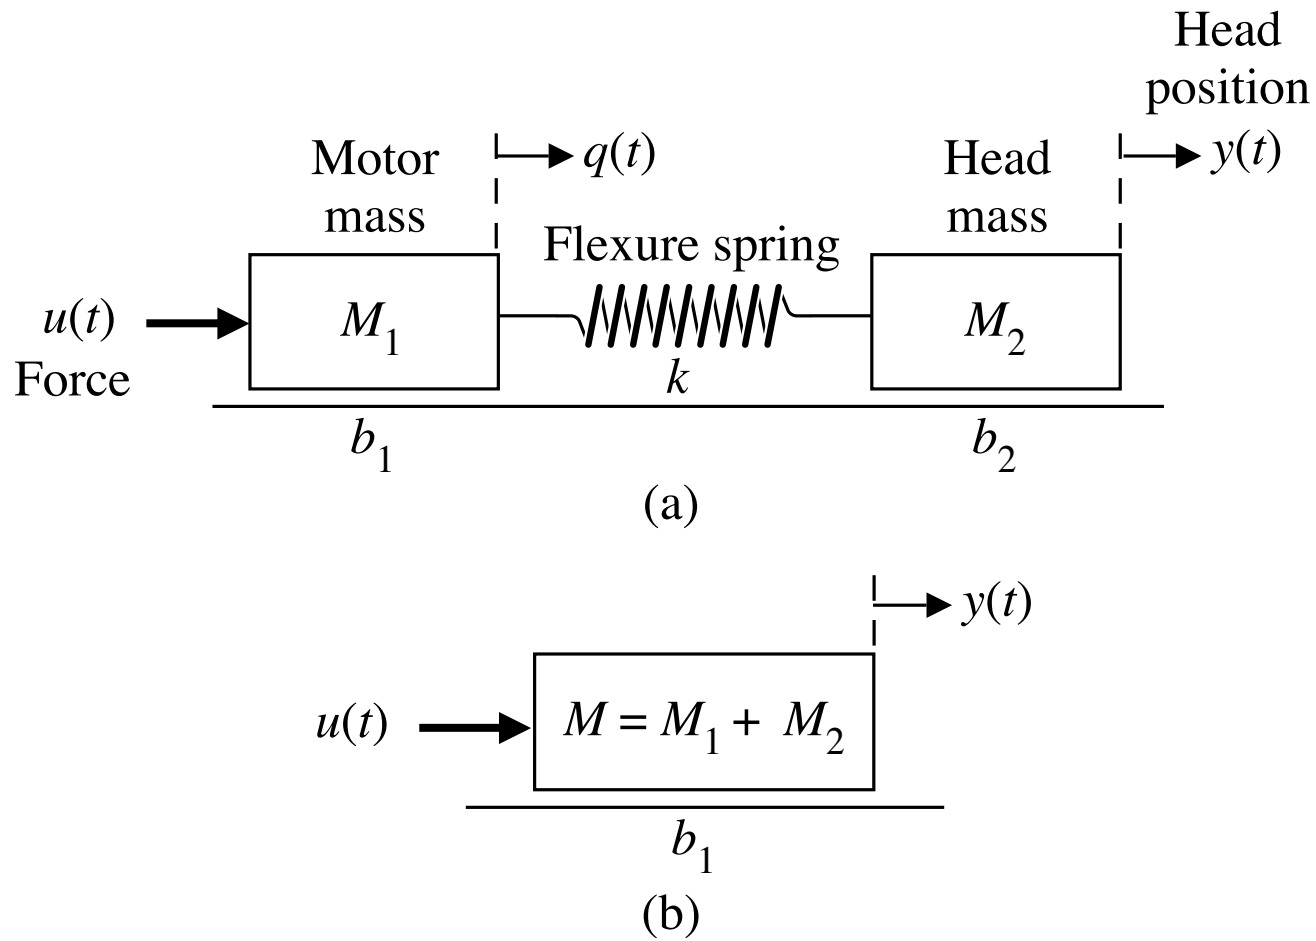 Head
position
Motor
mass
q(t)
Head
mass
y(t)
Flexure spring
u(t)
Force
M₁
M₂
k
b₁
b₂
(a)
y(t)
u(t)
M = M₁ + M₂
b₁
(b)